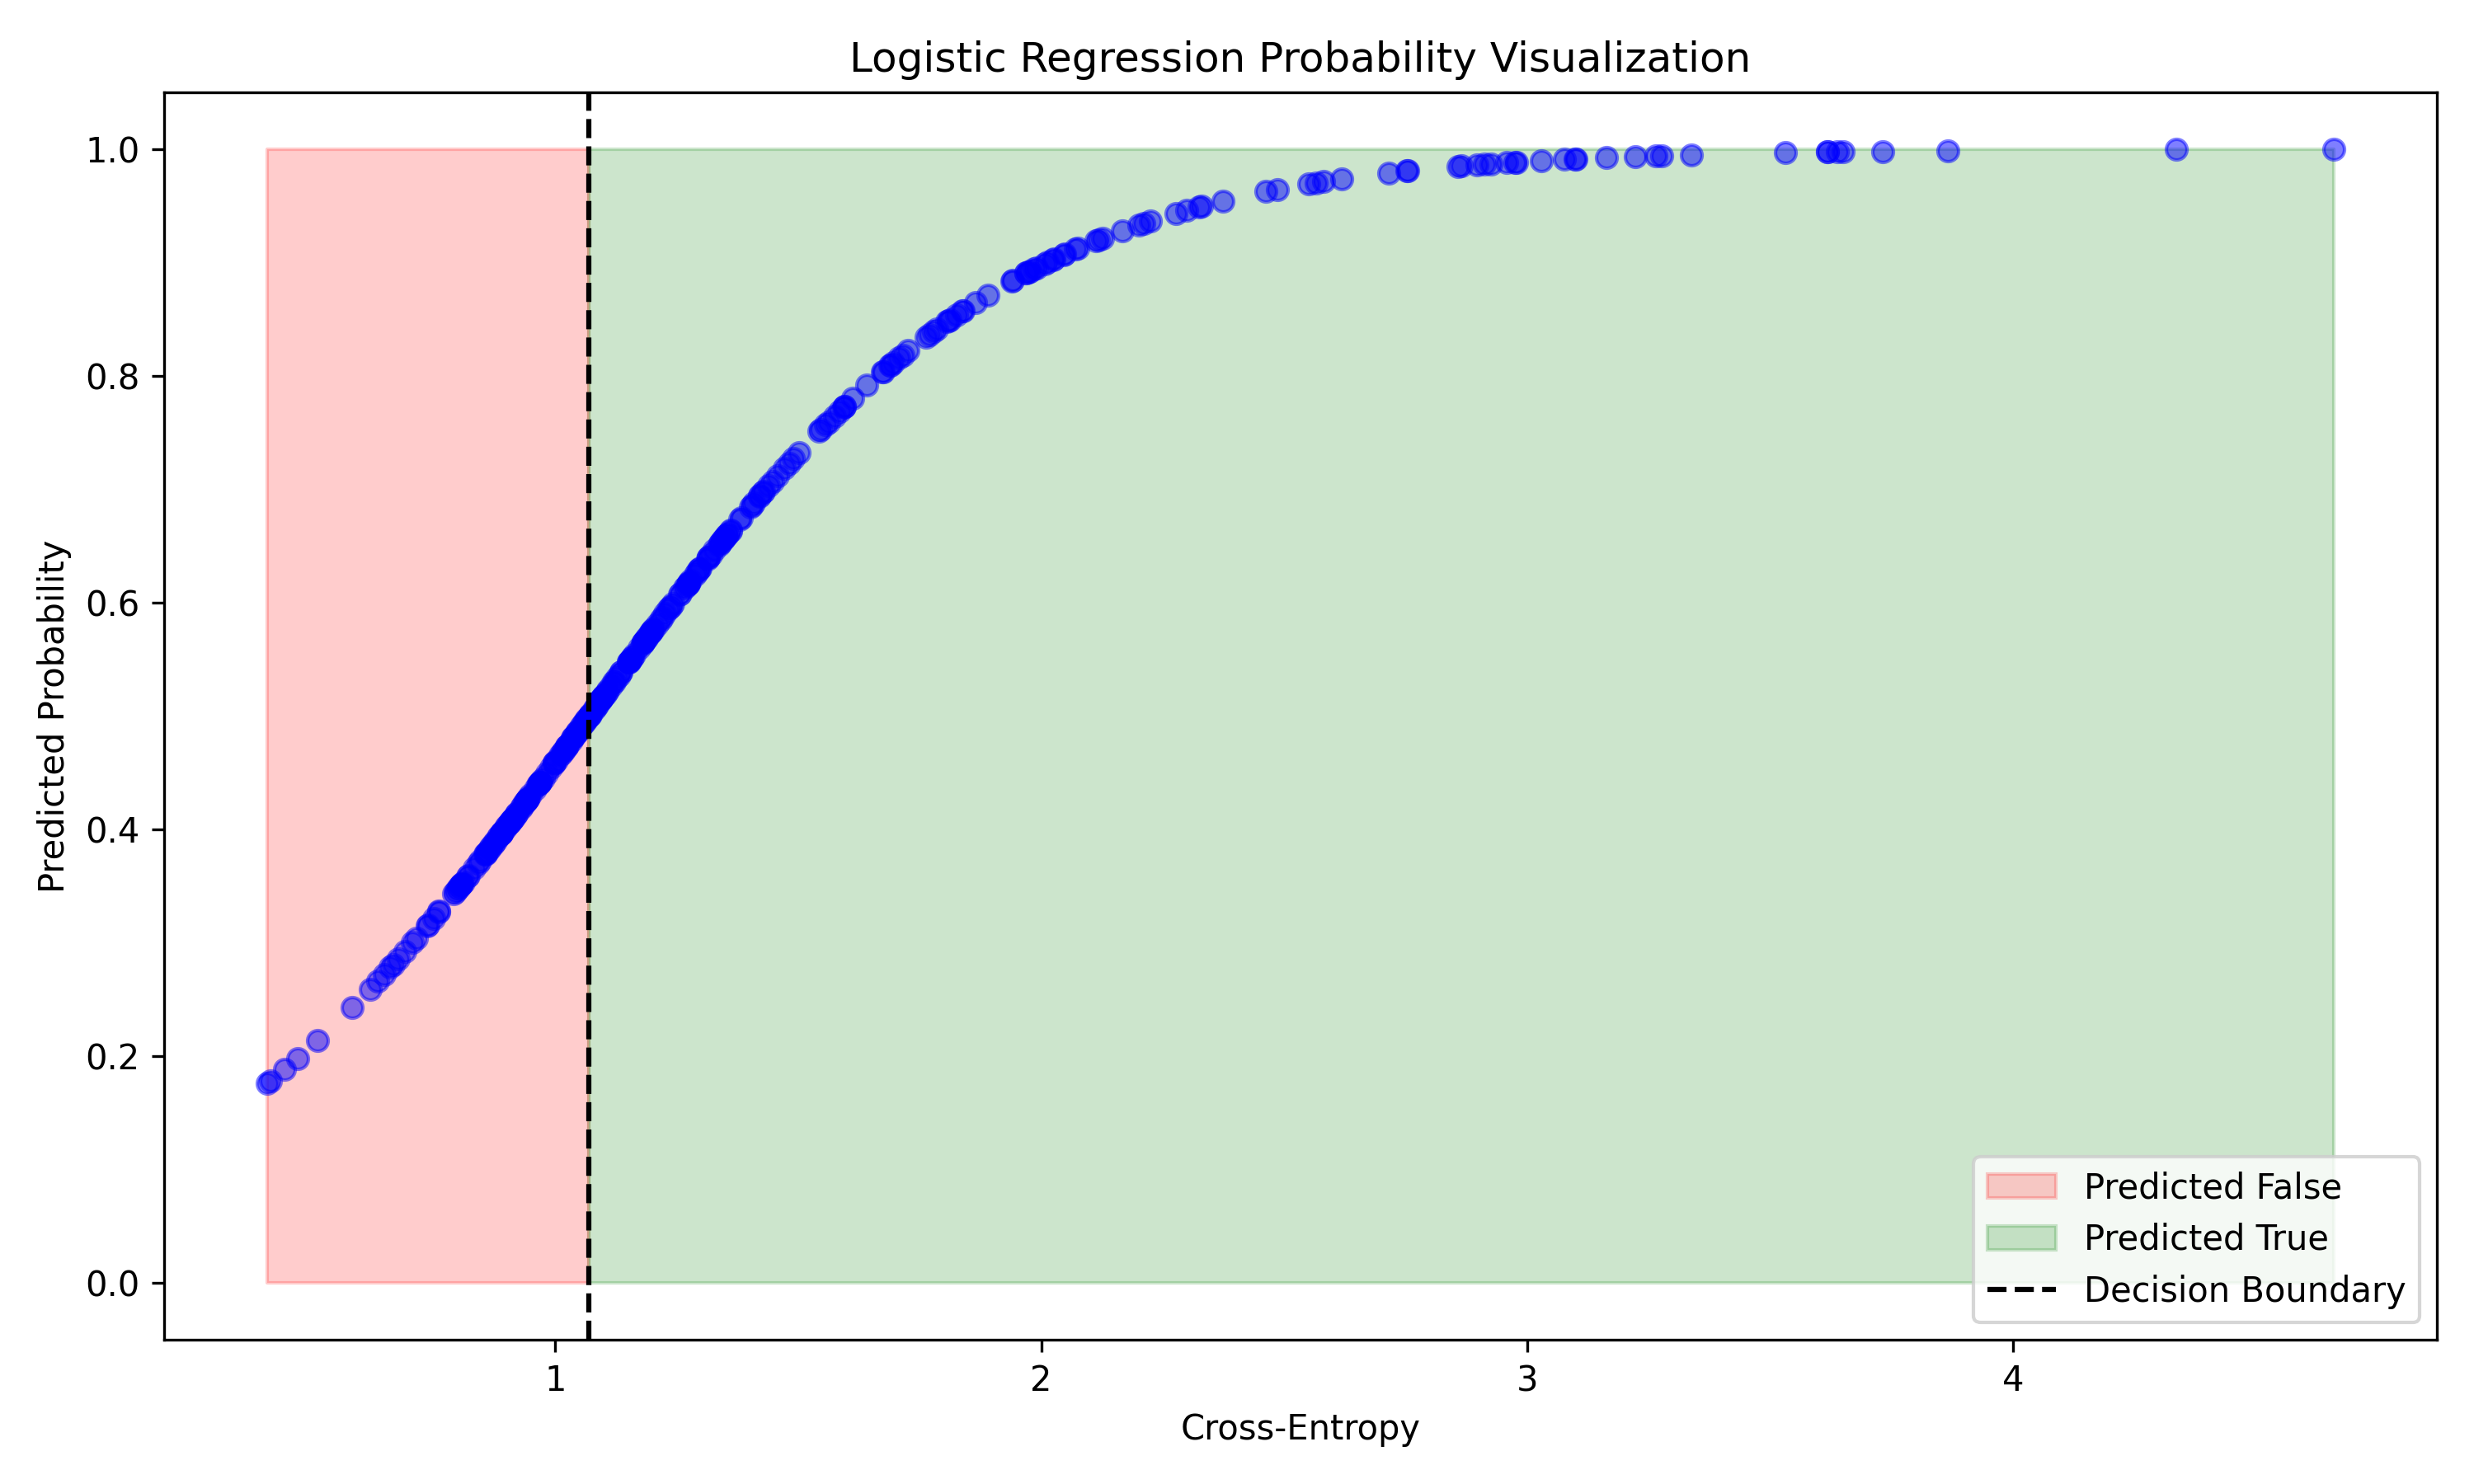 Logistic Regression Probability Visualization
Predicted Probability
1.0
0.8
0.6
0.4
0.2
0.0
1
2
3
4
Cross-Entropy
Predicted False
Predicted True
Decision Boundary